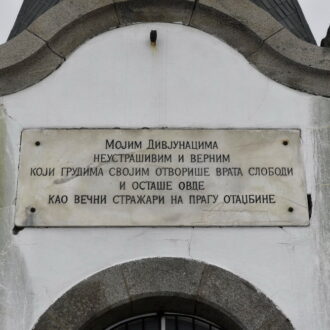 Мојим Дивјунацима
неустрашивим и верним
који грудима својим отворише врата слободи
и осташе овде
као вечни стражари на прагу отаџбине